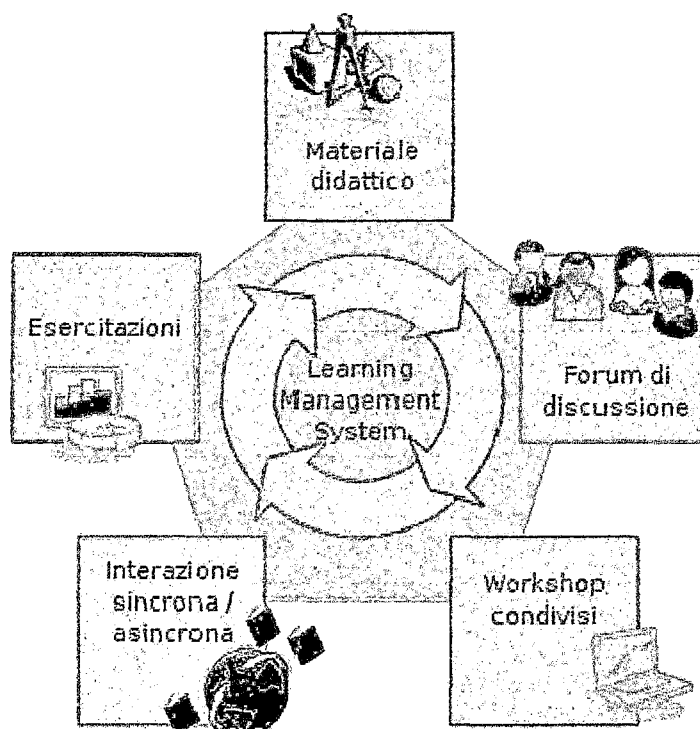 Materiale
didattico
Esercitazioni
Learning
Management
System
Forum di
discussione
Interazione
sincrona /
asincrona
Workshop
condivisi